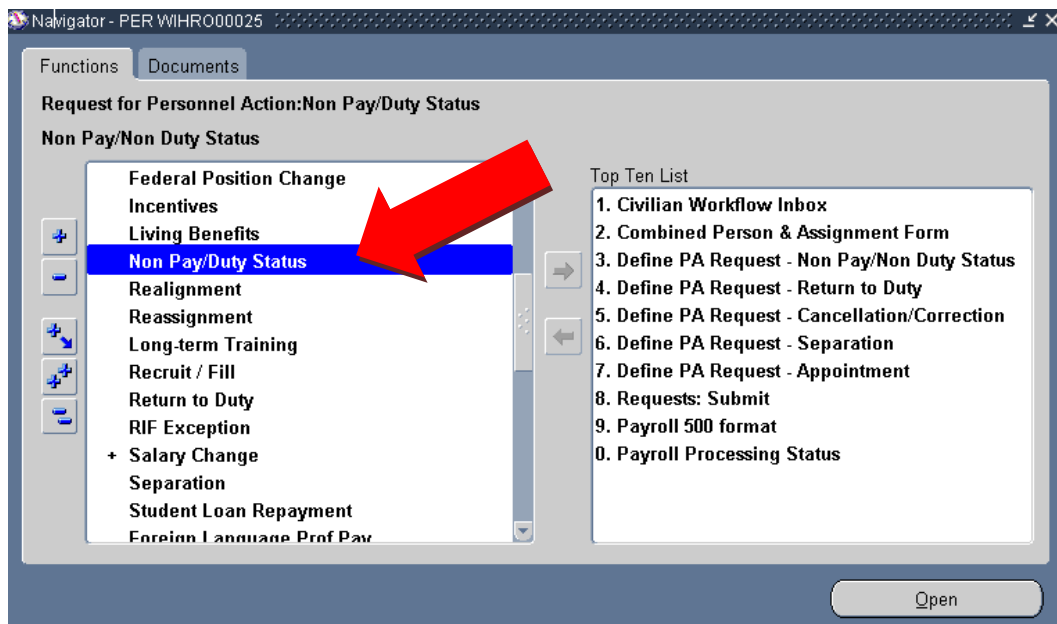 Navigator - PER WIHRO00025
Functions Documents
Request for Personnel Action:Non Pay/Duty Status
Non Pay/Non Duty Status
Federal Position Change
Incentives
Living Benefits
Non Pay/Duty Status
Realignment
Reassignment
Long-term Training
Recruit / Fill
Return to Duty
RIF Exception
+ Salary Change
Separation
Student Loan Repayment
Foreign Language Prof Pay
Top Ten List
1. Civilian Workflow Inbox
2. Combined Person & Assignment Form
3. Define PA Request - Non Pay/Non Duty Status
4. Define PA Request - Return to Duty
5. Define PA Request - Cancellation/Correction
6. Define PA Request - Separation
7. Define PA Request - Appointment
8. Requests: Submit
9. Payroll 500 format
0. Payroll Processing Status
Open